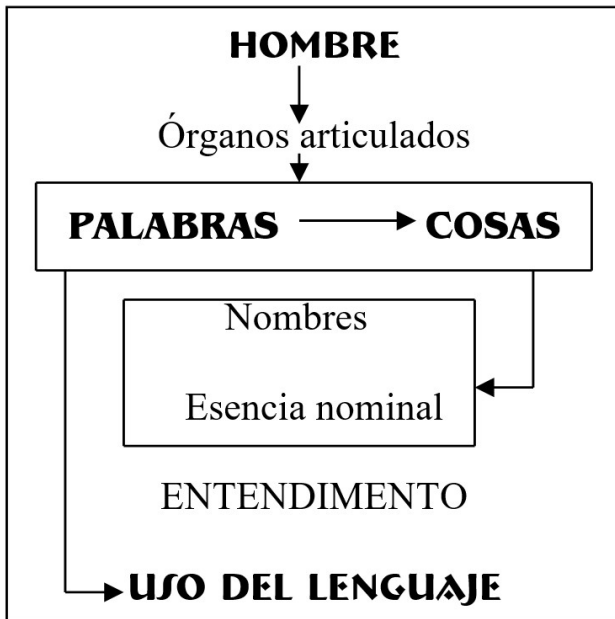 HOMBRE
Órganos articulados
PALABRAS COSAS
Nombres
Esencia nominal
ENTENDIMENTO
USO DEL LENGUAJE